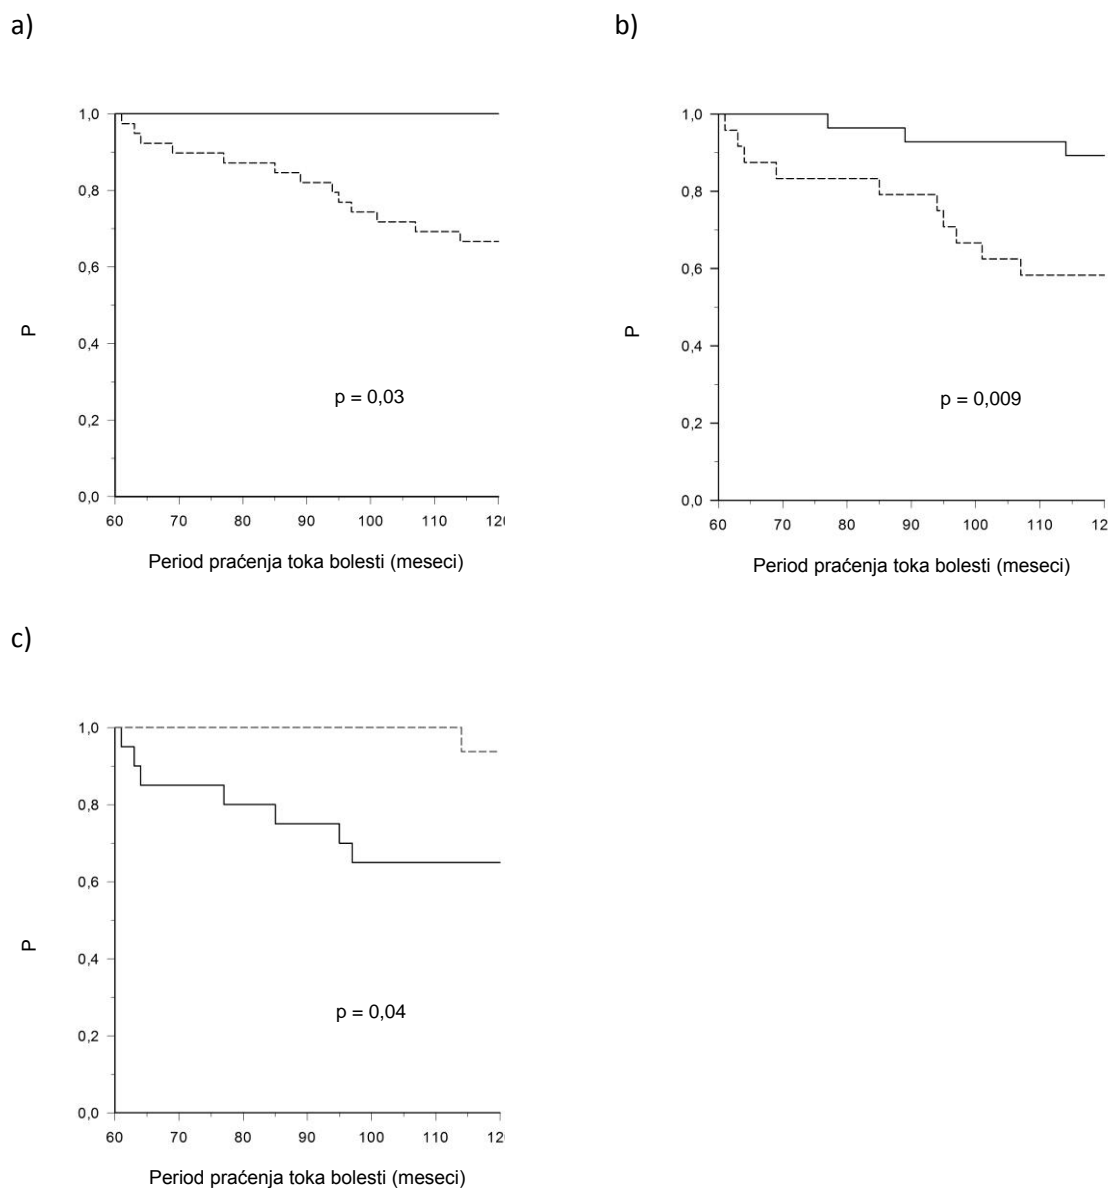 a)
1,0
0,8
0,6
P
0,4
p = 0,03
0,2
0,0
60 70 80 90 100 110 120
Period praćenja toka bolesti (meseci)
b)
1,0
0,8
0,6
P
0,4
p = 0,009
0,2
0,0
60 70 80 90 100 110 120
Period praćenja toka bolesti (meseci)
c)
1,0
0,8
0,6
P
0,4
p = 0,04
0,2
0,0
60 70 80 90 100 110 120
Period praćenja toka bolesti (meseci)